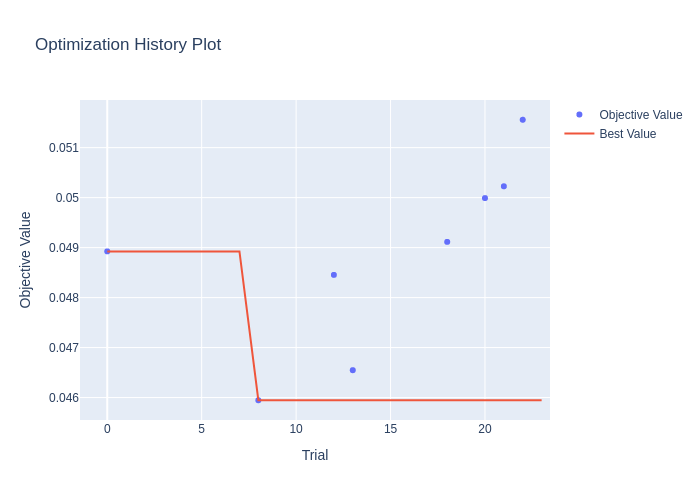 Optimization History Plot
Objective Value
Best Value
0.051
0.05
0.049
0.048
0.047
0.046
Objective Value
0 5 10 15 20
Trial